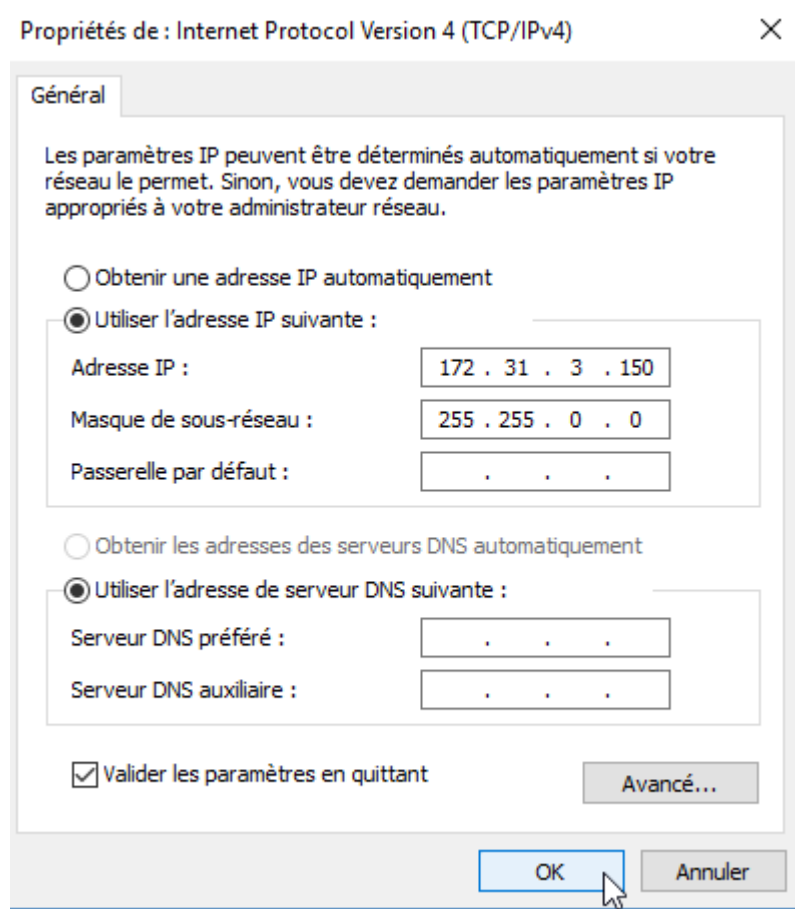 Propriétés de : Internet Protocol Version 4 (TCP/IPv4)
Général
Les paramètres IP peuvent être déterminés automatiquement si votre
réseau le permet. Sinon, vous devez demander les paramètres IP
appropriés à votre administrateur réseau.
Obtenir une adresse IP automatiquement
Utiliser l'adresse IP suivante :
Adresse IP : 172 . 31 . 3 . 150
Masque de sous-réseau : 255 . 255 . 0 . 0
Passerelle par défaut : . . .
Obtenir les adresses des serveurs DNS automatiquement
Utiliser l'adresse de serveur DNS suivante :
Serveur DNS préféré : . . .
Serveur DNS auxiliaire : . . .
Valider les paramètres en quittant
Avancé...
OK Annuler